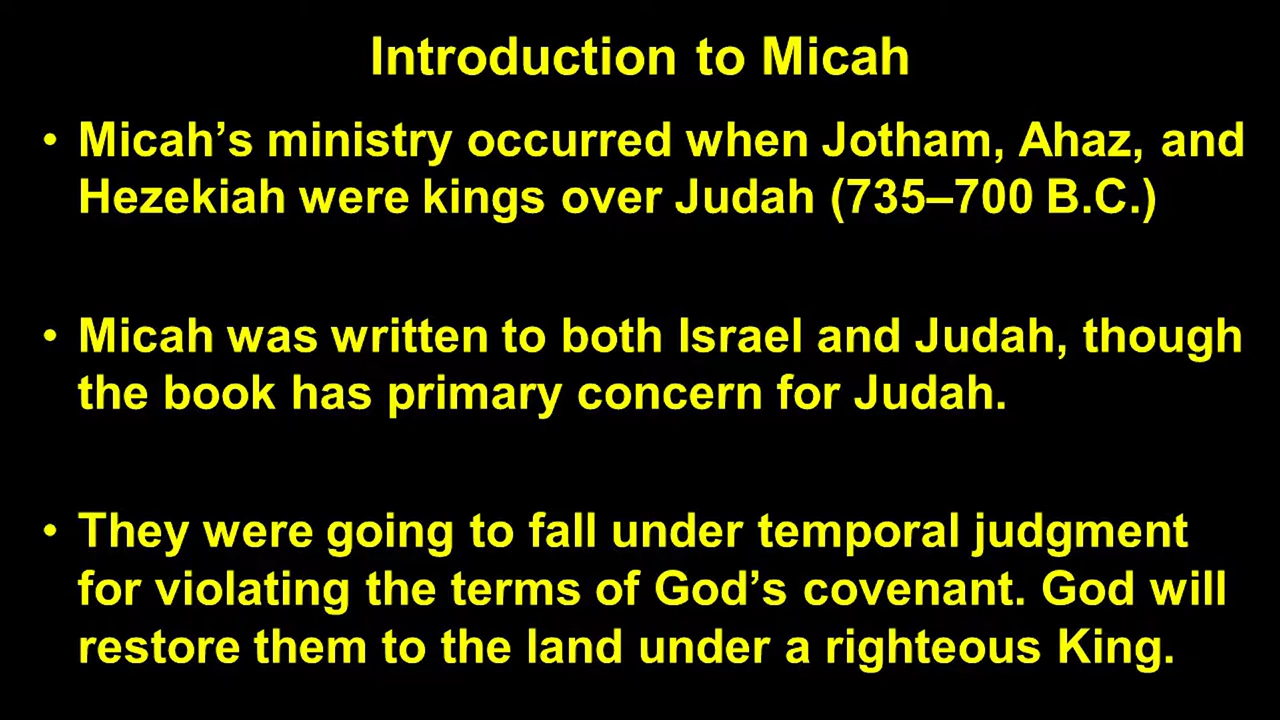 Introduction to Micah
• Micah’s ministry occurred when Jotham, Ahaz, and
Hezekiah were kings over Judah (735–700 B.C.)
• Micah was written to both Israel and Judah, though
the book has primary concern for Judah.
• They were going to fall under temporal judgment
for violating the terms of God’s covenant. God will
restore them to the land under a righteous King.